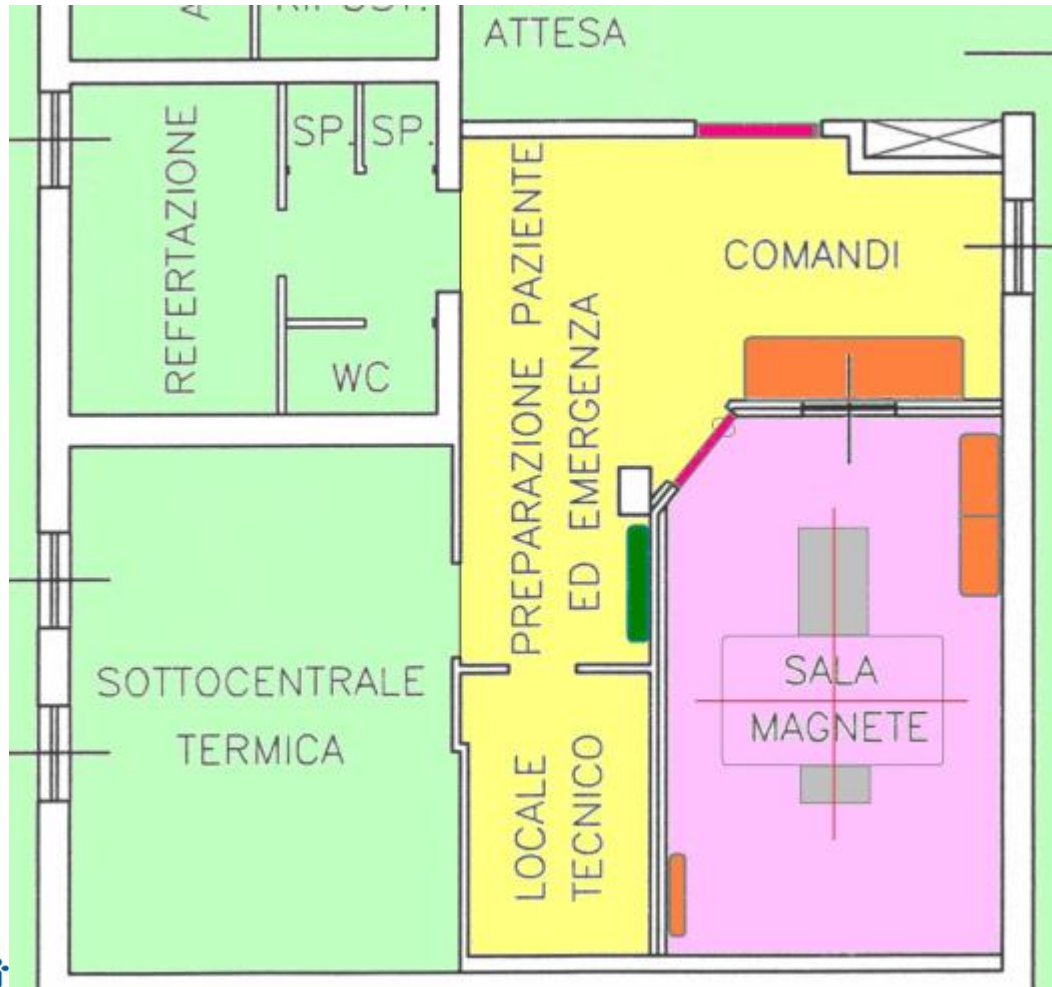 ATTESA
SP. SP.
REFERTAZIONE
WC
COMANDI
PREPARAZIONE PAZIENTE
ED EMERGENZA
SOTTOCENTRALE
TERMICA
LOCALE
TECNICO
SALA
MAGNETE